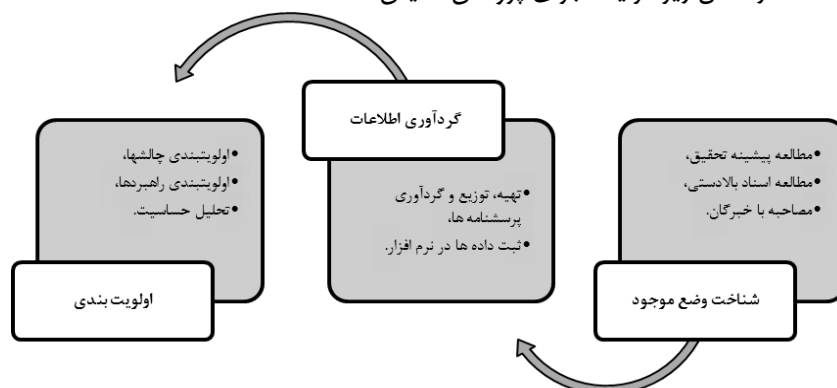 مطالعه پیشینه تحقیق،
مطالعه اسناد بالادستی،
مصاحبه با خبرگان.
شناخت وضع موجود
گردآوری اطلاعات
تهیه، توزیع و گردآوری
پرسشنامه ها،
ثبت داده ها در نرم افزار.
اولویتبندی چالشها،
اولویتبندی راهبردها،
تحلیل حساسیت.
اولویت بندی